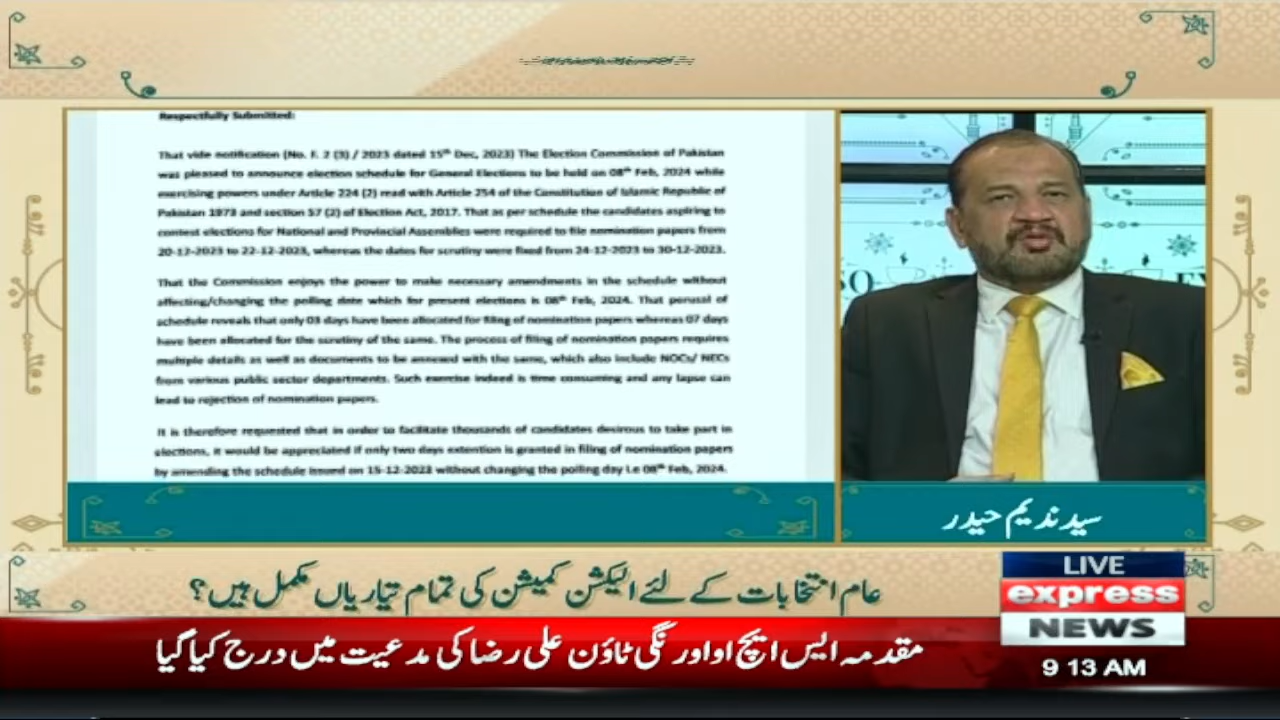 Respectfully Submitted:
That vide notification (No. F. 2 (3) / 2023 dated 15th Dec, 2023) The Election Commission of Pakistan
was pleased to announce election schedule for General Elections to be held on 08th Feb, 2024 while
exercising powers under Article 224 (2) read with Article 254 of the Constitution of Islamic Republic of
Pakistan 1973 and section 57 (2) of Election Act, 2017. That as per schedule the candidates aspiring to
contest elections for National and Provincial Assemblies were required to file nomination papers from
20-12-2023 to 22-12-2023, whereas the dates for scrutiny were fixed from 24-12-2023 to 30-12-2023.
That the Commission enjoys the power to make necessary amendments in the schedule without
affecting/changing the polling date which for present elections is 08th Feb, 2024. That perusal of
schedule reveals that only 03 days have been allocated for filing of nomination papers whereas 07 days
have been allocated for the scrutiny of the same. The process of filing of nomination papers requires
multiple details as well as documents to be annexed with the same, which also include NOCs/ NECs
from various public sector departments. Such exercise indeed is time consuming and any lapse can
lead to rejection of nomination papers.
It is therefore requested that in order to facilitate thousands of candidates desirous to take part in
elections, it would be appreciated if only two days extention is granted in filing of nomination papers
by amending the schedule issued on 15-12-2023 without changing the polling day i.e 08th Feb, 2024.
سید ندیم حیدر
عام انتخابات کے لئے الیکشن کمیشن کی تمام تیاریاں مکمل ہیں؟
LIVE
express
NEWS
مقدمہ ایس ایچ او اورنگی ٹاؤن علی رضا کی مدعیت میں درج کیا گیا
9:13 AM